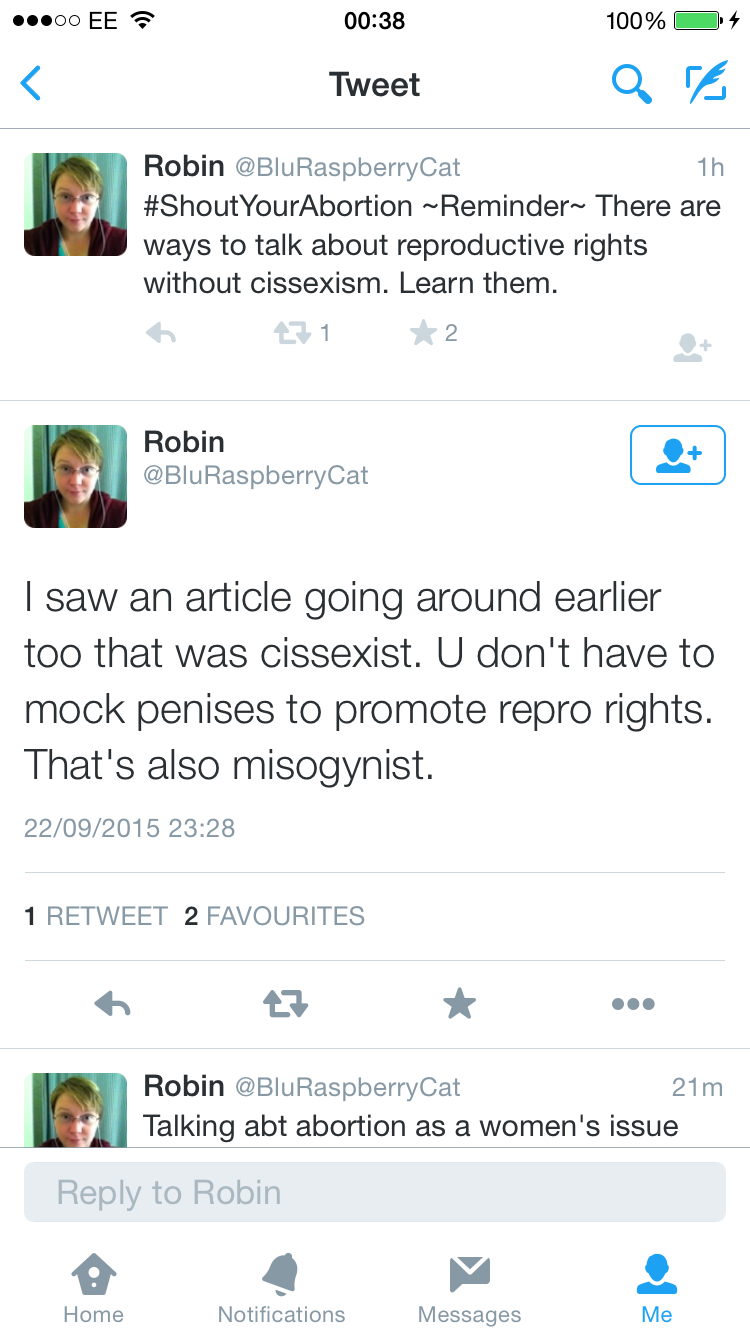 EE 00:38 100%
Tweet
Robin @BluRaspberryCat 1h
#ShoutYourAbortion ~Reminder~ There are
ways to talk about reproductive rights
without cissexism. Learn them.
1 2
Robin
@BluRaspberryCat
I saw an article going around earlier
too that was cissexist. U don't have to
mock penises to promote repro rights.
That's also misogynist.
22/09/2015 23:28
1 RETWEET 2 FAVOURITES
Robin @BluRaspberryCat 21m
Talking abt abortion as a women's issue
Reply to Robin
Home Notifications Messages Me